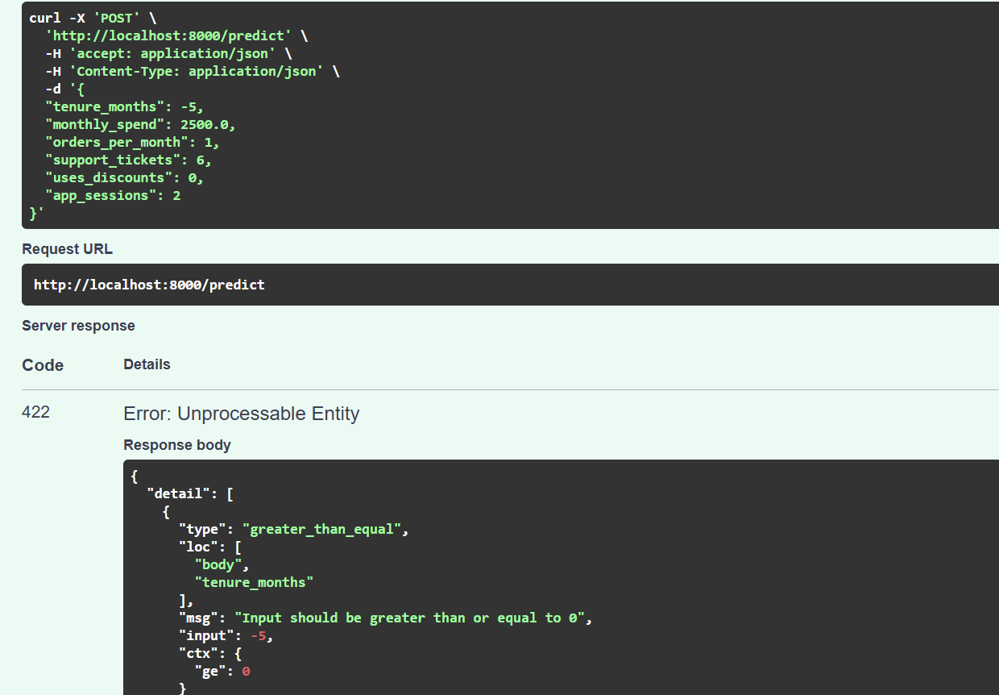 curl -X 'POST' \
  'http://localhost:8000/predict' \
  -H 'accept: application/json' \
  -H 'Content-Type: application/json' \
  -d '{
  "tenure_months": -5,
  "monthly_spend": 2500.0,
  "orders_per_month": 1,
  "support_tickets": 6,
  "uses_discounts": 0,
  "app_sessions": 2
}'
Request URL
http://localhost:8000/predict
Server response
Code Details
422 Error: Unprocessable Entity
Response body
{
  "detail": [
    {
      "type": "greater_than_equal",
      "loc": [
        "body",
        "tenure_months"
      ],
      "msg": "Input should be greater than or equal to 0",
      "input": -5,
      "ctx": {
        "ge": 0
      }